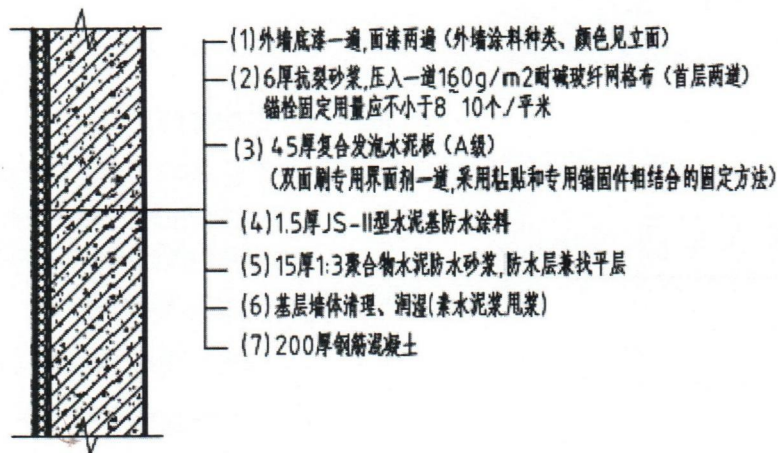 (1)外墙底漆一遍,面漆两遍(外墙涂料种类、颜色见立面)
(2)6厚抗裂砂浆,压入一道160g/m2耐碱玻纤网格布(首层两道)
锚栓固定用量应不小于8~10个/平米
(3) 45厚复合发泡水泥板(A级)
(双面刷专用界面剂一道,采用粘贴和专用锚固件相结合的固定方法)
(4)1.5厚JS-II型水泥基防水涂料
(5)15厚1:3聚合物水泥防水砂浆,防水层兼找平层
(6)基层墙体清理、润湿(素水泥浆甩浆)
(7)200厚钢筋混凝土